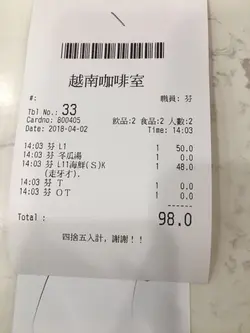 越南咖啡室
#: 職員: 芬
Tbl No.: 33
Cardno: B00405 飲品:2 食品:2 人數:2
Date: 2018-04-02 Time: 14:03
14:03 芬 L1 1 50.0
14:03 芬 冬瓜湯 1 0.0
14:03 芬 L11海鮮(S)K 1 48.0
(走牙才).
14:03 芬 T 1 0.0
14:03 芬 O T 1 0.0
Total : 98.0
四捨五入計, 謝謝!!